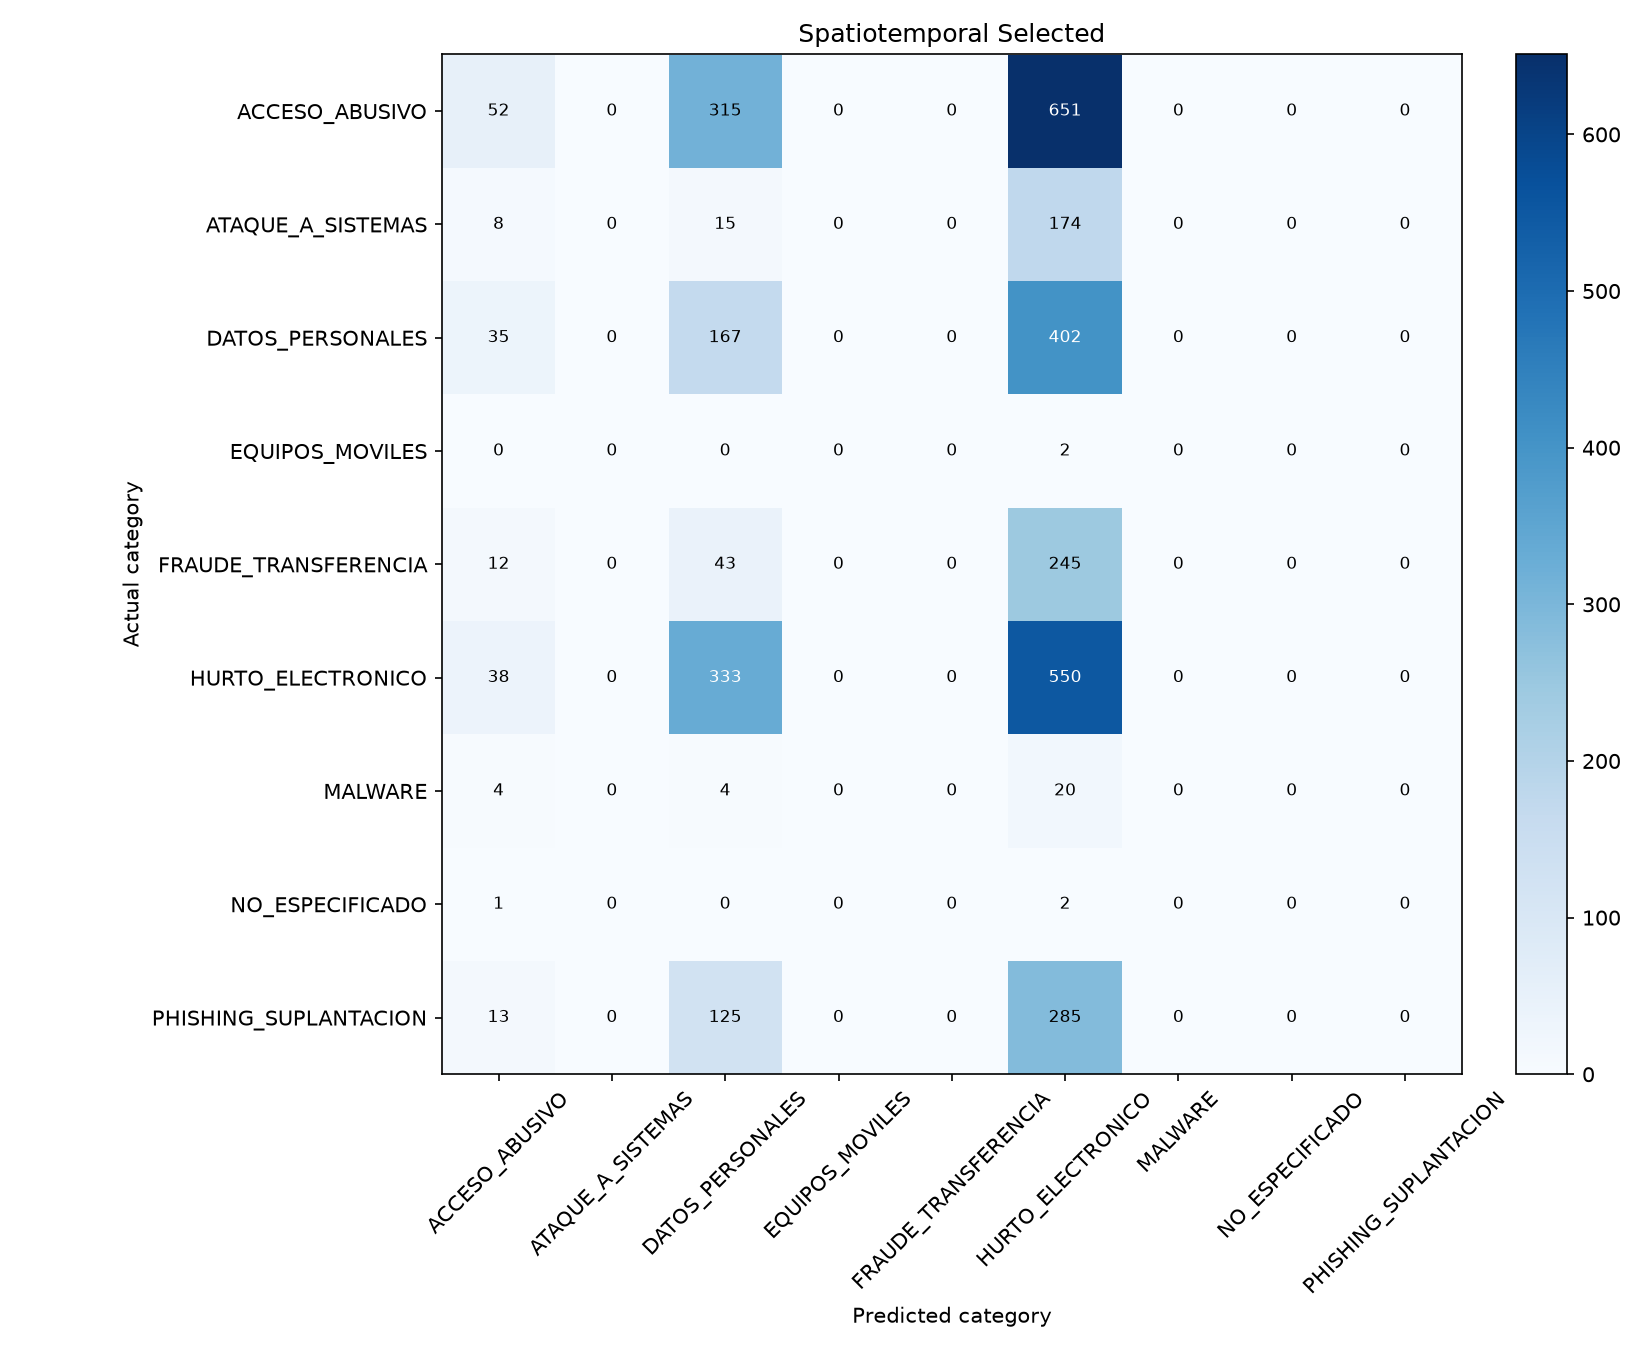 Spatiotemporal Selected
ACCESO_ABUSIVO 52 0 315 0 0 651 0 0 0
ATAQUE_A_SISTEMAS 8 0 15 0 0 174 0 0 0
DATOS_PERSONALES 35 0 167 0 0 402 0 0 0
EQUIPOS_MOVILES 0 0 0 0 0 2 0 0 0
FRAUDE_TRANSFERENCIA 12 0 43 0 0 245 0 0 0
HURTO_ELECTRONICO 38 0 333 0 0 550 0 0 0
MALWARE 4 0 4 0 0 20 0 0 0
NO_ESPECIFICADO 1 0 0 0 0 2 0 0 0
PHISHING_SUPLANTACION 13 0 125 0 0 285 0 0 0
Actual category
ACCESO_ABUSIVO
ATAQUE_A_SISTEMAS
DATOS_PERSONALES
EQUIPOS_MOVILES
FRAUDE_TRANSFERENCIA
HURTO_ELECTRONICO
MALWARE
NO_ESPECIFICADO
PHISHING_SUPLANTACION
Predicted category
600
500
400
300
200
100
0